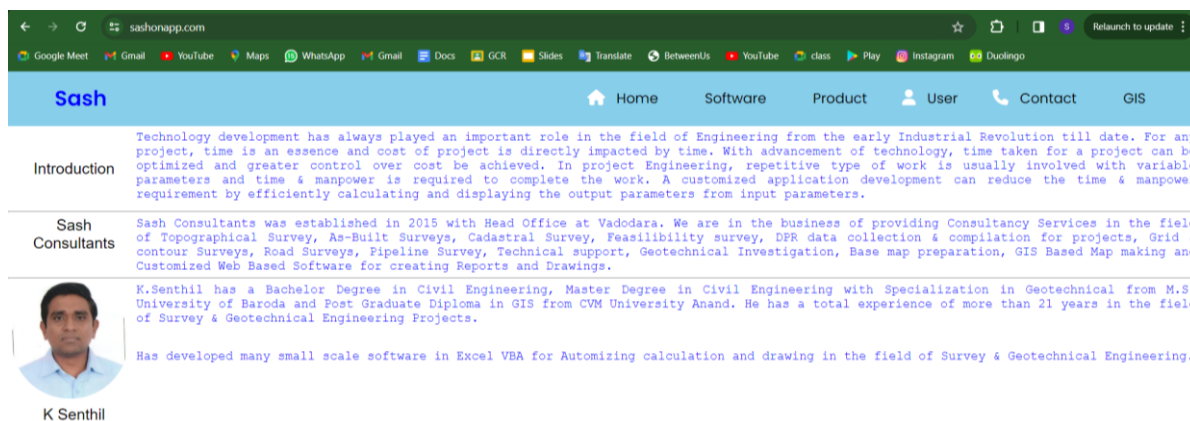 sashonapp.com
Relaunch to update
Google Meet Gmail YouTube Maps WhatsApp Gmail Docs GCR Slides Translate BetweenUs YouTube class Play Instagram Duolingo
Sash Home Software Product User Contact GIS
Introduction
Technology development has always played an important role in the field of Engineering from the early Industrial Revolution till date. For any
project, time is an essence and cost of project is directly impacted by time. With advancement of technology, time taken for a project can be
optimized and greater control over cost be achieved. In project Engineering, repetitive type of work is usually involved with variabl
parameters and time & manpower is required to complete the work. A customized application development can reduce the time & manpowe
requirement by efficiently calculating and displaying the output parameters from input parameters.
Sash
Consultants
Sash Consultants was established in 2015 with Head Office at Vadodara. We are in the business of providing Consultancy Services in the fiel
of Topographical Survey, As-Built Surveys, Cadastral Survey, Feasilibility survey, DPR data collection & compilation for projects, Grid
contour Surveys, Road Surveys, Pipeline Survey, Technical support, Geotechnical Investigation, Base map preparation, GIS Based Map making an
Customized Web Based Software for creating Reports and Drawings.
K.Senthil has a Bachelor Degree in Civil Engineering, Master Degree in Civil Engineering with Specialization in Geotechnical from M.S
University of Baroda and Post Graduate Diploma in GIS from CVM University Anand. He has a total experience of more than 21 years in the fiel
of Survey & Geotechnical Engineering Projects.
Has developed many small scale software in Excel VBA for Automizing calculation and drawing in the field of Survey & Geotechnical Engineering.
K Senthil